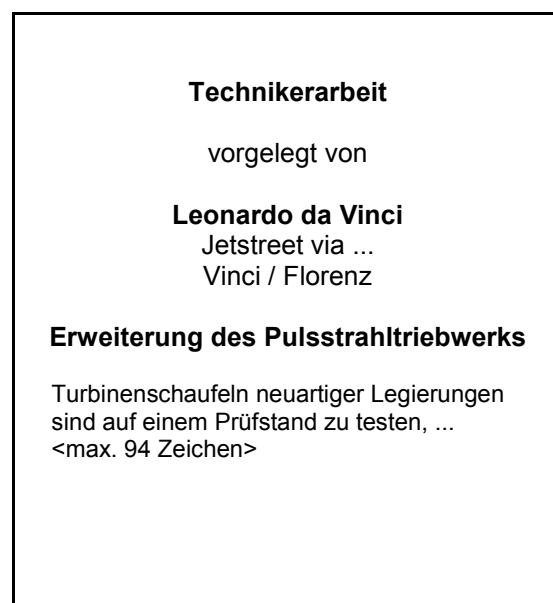 Technikerarbeit
vorgelegt von
Leonardo da Vinci
Jetstreet via ...
Vinci / Florenz
Erweiterung des Pulsstrahltriebwerks
Turbinenschaufeln neuartiger Legierungen
sind auf einem Prüfstand zu testen, ...
<max. 94 Zeichen>